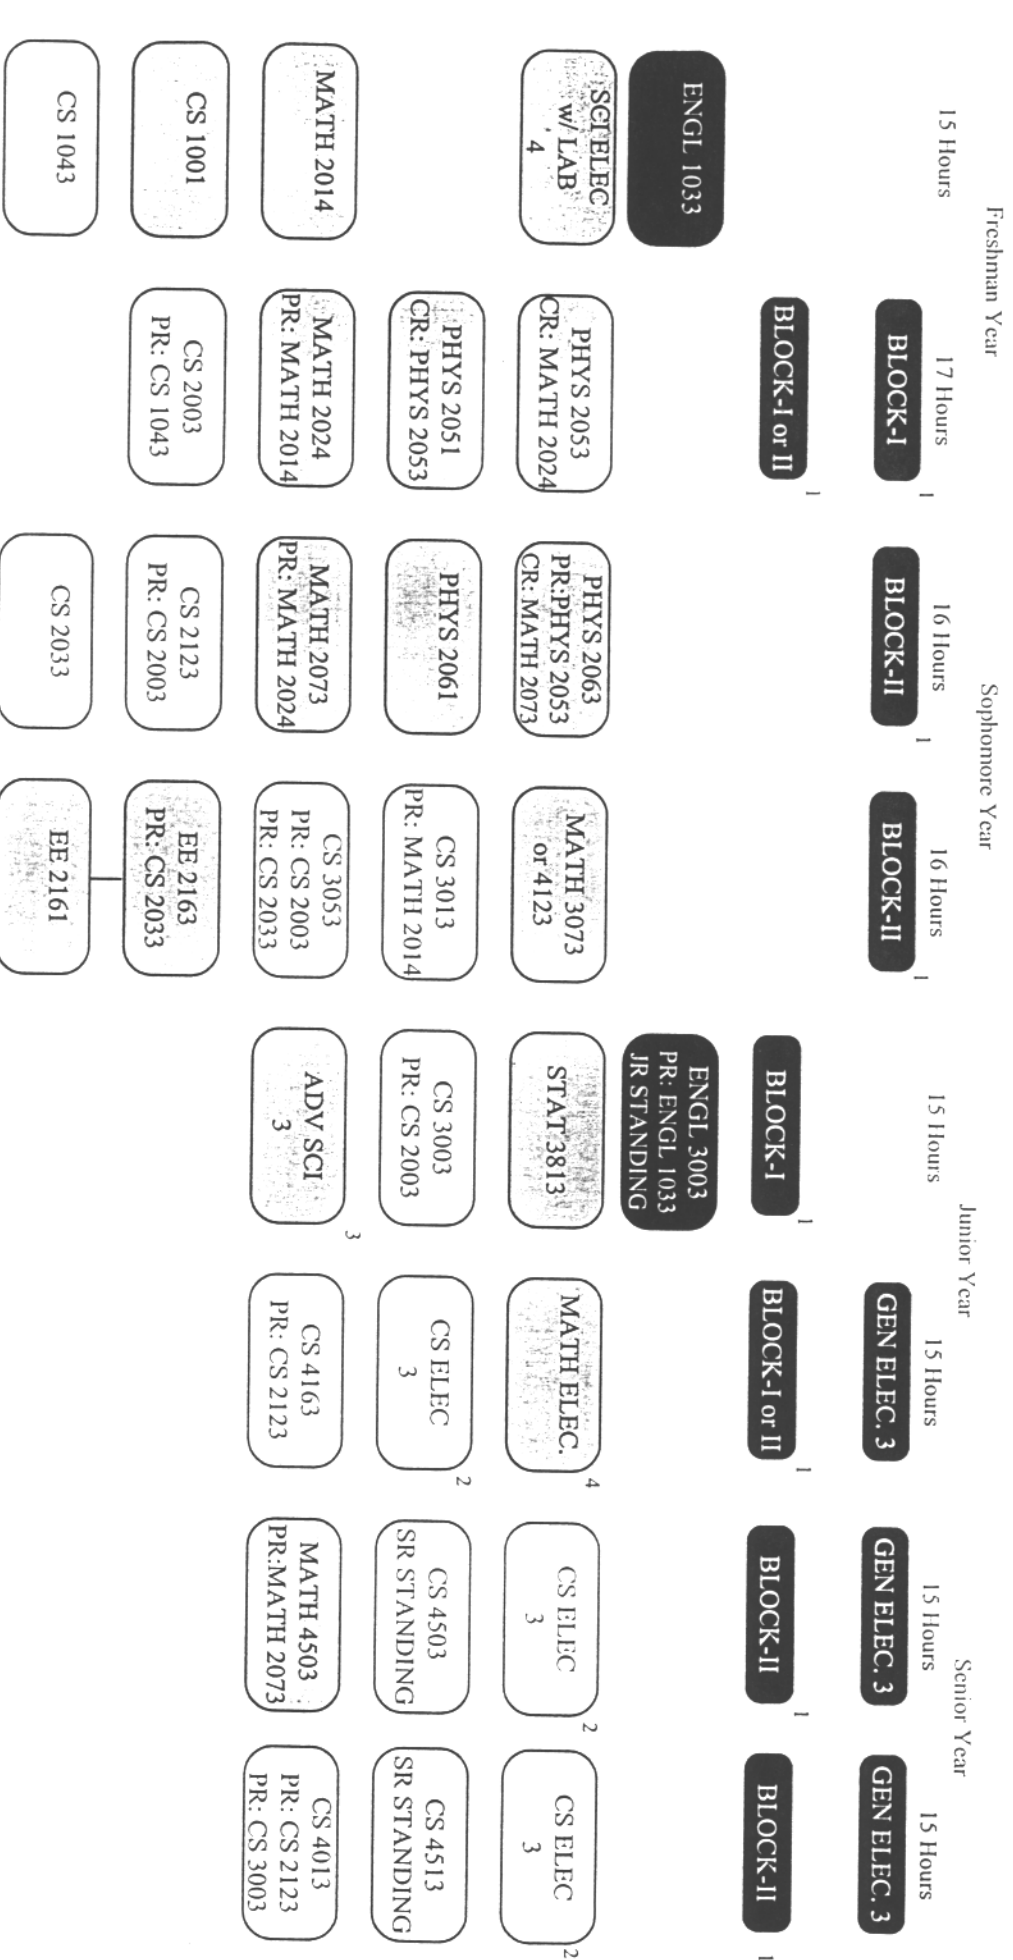 Freshman Year
Sophomore Year
Junior Year
Senior Year
15 Hours
17 Hours
16 Hours
16 Hours
15 Hours
15 Hours
15 Hours
15 Hours
ENGL 1033
SCI ELEC
w/ LAB
4
MATH 2014
CS 1001
CS 1043
BLOCK-I
1
BLOCK-I or II
1
PHYS 2053
CR: MATH 2024
PHYS 2051
CR: PHYS 2053
MATH 2024
PR: MATH 2014
CS 2003
PR: CS 1043
BLOCK-II
1
PHYS 2063
PR:PHYS 2053
CR: MATH 2073
PHYS 2061
MATH 2073
PR: MATH 2024
CS 2123
PR: CS 2003
CS 2033
BLOCK-II
1
MATH 3073
or 4123
CS 3013
PR: MATH 2014
CS 3053
PR: CS 2003
PR: CS 2033
EE 2163
PR: CS 2033
EE 2161
BLOCK-I
1
ENGL 3003
PR: ENGL 1033
JR STANDING
STAT 3813
CS 3003
PR: CS 2003
ADV SCI
3
3
GEN ELEC. 3
BLOCK-I or II
1
MATH ELEC.
4
CS ELEC
3
2
CS 4163
PR: CS 2123
GEN ELEC. 3
BLOCK-II
1
CS ELEC
3
2
CS 4503
SR STANDING
MATH 4503
PR:MATH 2073
GEN ELEC. 3
BLOCK-II
1
CS ELEC
3
2
CS 4513
SR STANDING
CS 4013
PR: CS 2123
PR: CS 3003